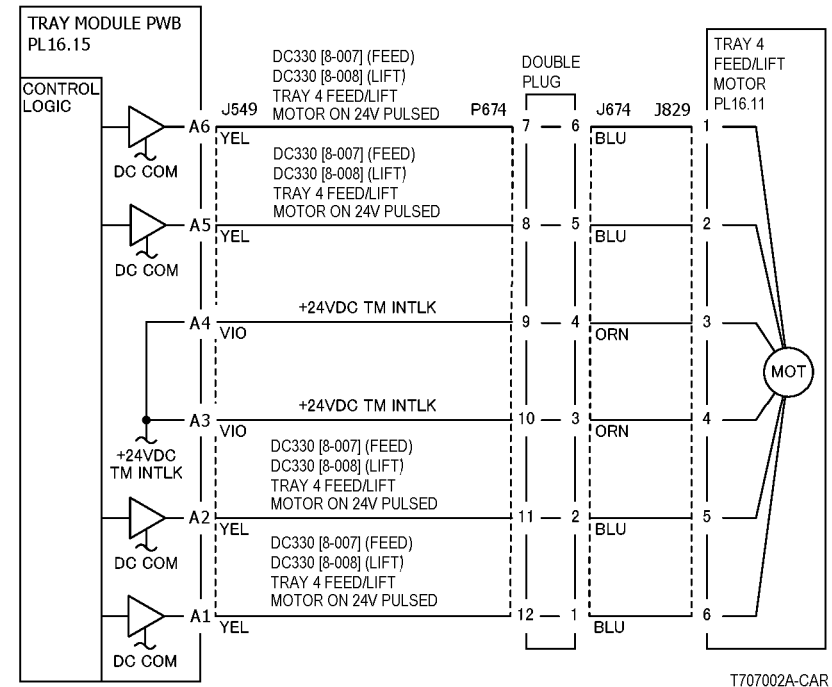 TRAY MODULE PWB
PL16.15
CONTROL
LOGIC
DC330 [8-007] (FEED)
DC330 [8-008] (LIFT)
TRAY 4 FEED/LIFT
MOTOR ON 24V PULSED
DOUBLE
PLUG
TRAY 4
FEED/LIFT
MOTOR
PL16.11
J549
P674
J674
J829
A6
YEL
7
6
BLU
1
DC COM
DC330 [8-007] (FEED)
DC330 [8-008] (LIFT)
TRAY 4 FEED/LIFT
MOTOR ON 24V PULSED
A5
YEL
8
5
BLU
2
DC COM
+24VDC TM INTLK
A4
VIO
9
4
ORN
3
MOT
+24VDC TM INTLK
A3
VIO
10
3
ORN
4
+24VDC
TM INTLK
DC330 [8-007] (FEED)
DC330 [8-008] (LIFT)
TRAY 4 FEED/LIFT
MOTOR ON 24V PULSED
A2
YEL
11
2
BLU
5
DC COM
DC330 [8-007] (FEED)
DC330 [8-008] (LIFT)
TRAY 4 FEED/LIFT
MOTOR ON 24V PULSED
A1
YEL
12
1
BLU
6
DC COM
T707002A-CAR